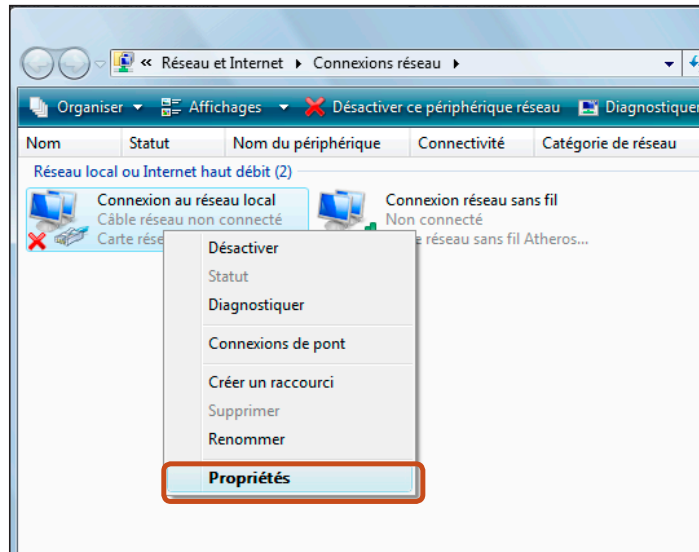 « Réseau et Internet ▸ Connexions réseau ▸
Organiser Affichages Désactiver ce périphérique réseau Diagnostiquer
Nom Statut Nom du périphérique Connectivité Catégorie de réseau
Réseau local ou Internet haut débit (2)
Connexion au réseau local
Câble réseau non connecté
Carte rése
Connexion réseau sans fil
Non connecté
e réseau sans fil Atheros...
Désactiver
Statut
Diagnostiquer
Connexions de pont
Créer un raccourci
Supprimer
Renommer
Propriétés